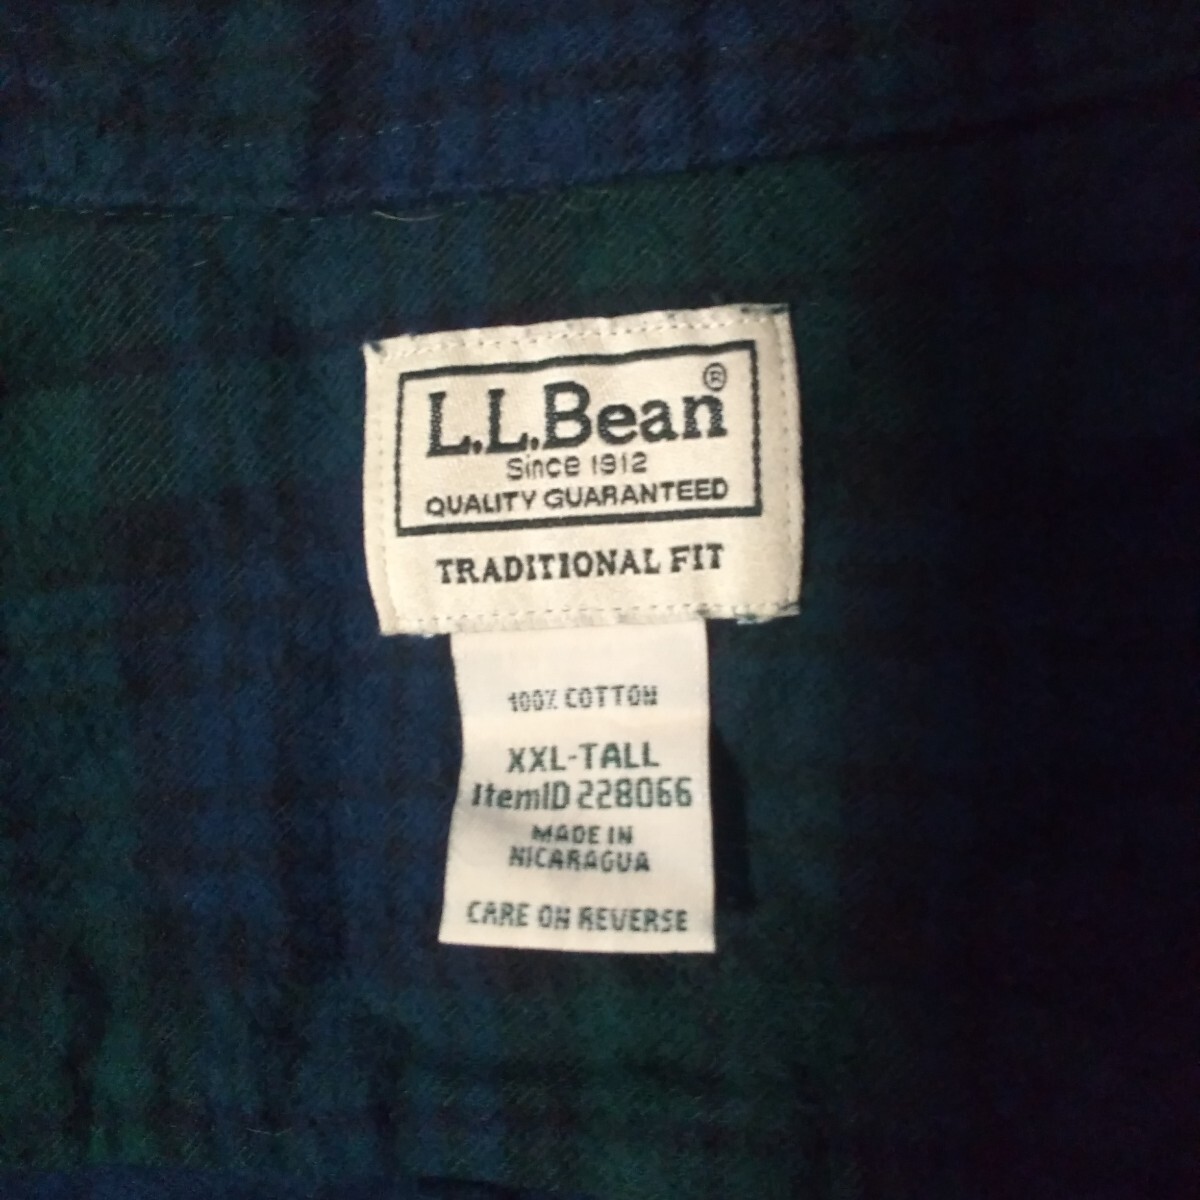 L.L.Bean®
Since 1912
QUALITY GUARANTEED
TRADITIONAL FIT
100% COTTON
XXL-TALL
ItemID 228066
MADE IN
NICARAGUA
CARE ON REVERSE